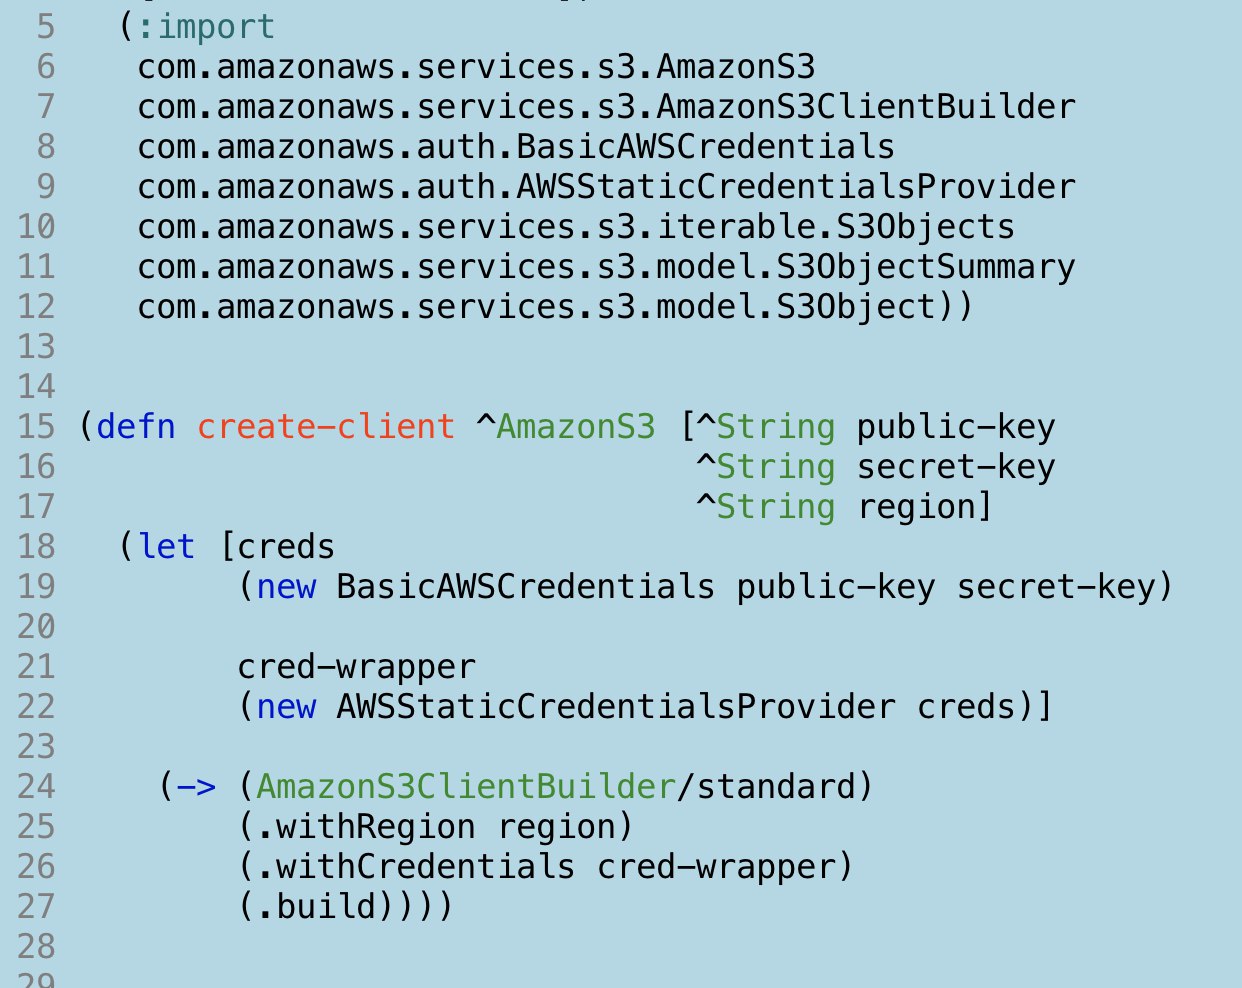 5 (:import
6 com.amazonaws.services.s3.AmazonS3
7 com.amazonaws.services.s3.AmazonS3ClientBuilder
8 com.amazonaws.auth.BasicAWSCredentials
9 com.amazonaws.auth.AWSStaticCredentialsProvider
10 com.amazonaws.services.s3.iterable.S3Objects
11 com.amazonaws.services.s3.model.S3ObjectSummary
12 com.amazonaws.services.s3.model.S3Object))
13
14
15 (defn create-client ^AmazonS3 [^String public-key
16 ^String secret-key
17 ^String region]
18 (let [creds
19 (new BasicAWSCredentials public-key secret-key)
20
21 cred-wrapper
22 (new AWSStaticCredentialsProvider creds)]
23
24 (-> (AmazonS3ClientBuilder/standard)
25 (.withRegion region)
26 (.withCredentials cred-wrapper)
27 (.build))))
28
29